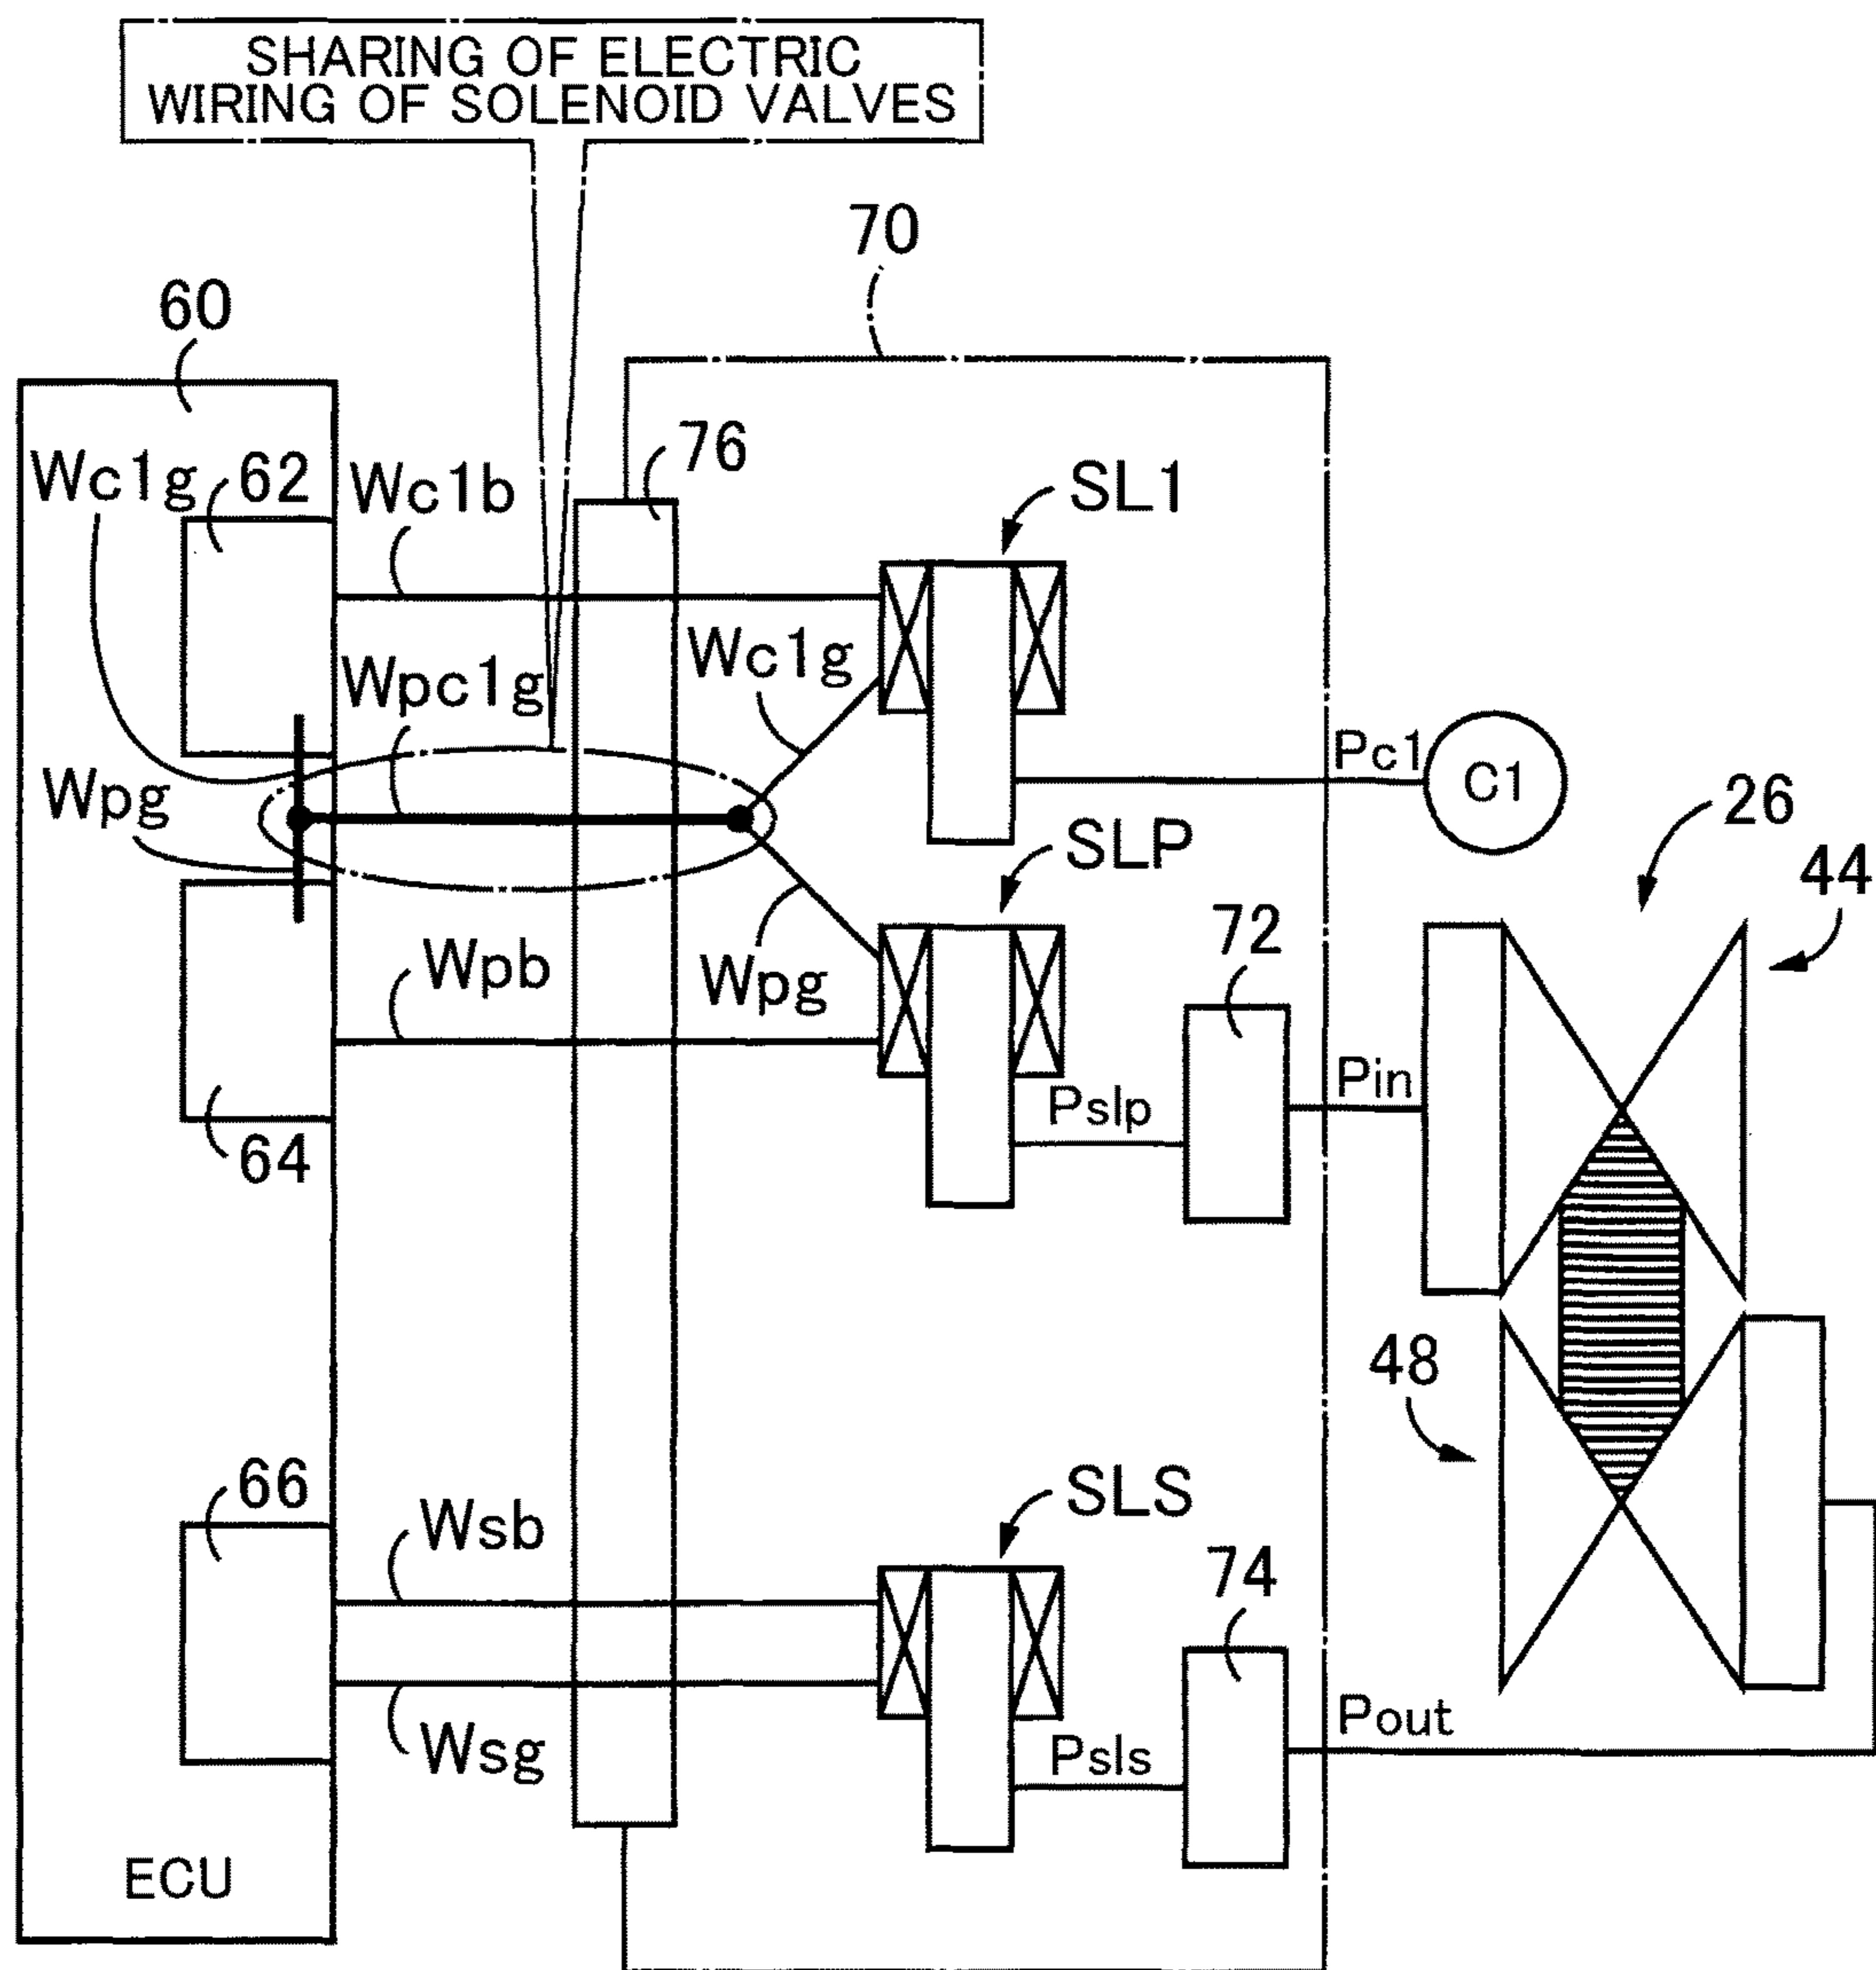 SHARING OF ELECTRIC
WIRING OF SOLENOID VALVES
70
60
76
Wc1g
62
Wc1b
SL1
Wc1g
Wpc1g
Pc1
C1
26
Wpg
SLP
44
72
Wpb
Wpg
Pin
Pslp
64
48
66
SLS
Wsb
74
Pout
Wsg
Psls
ECU